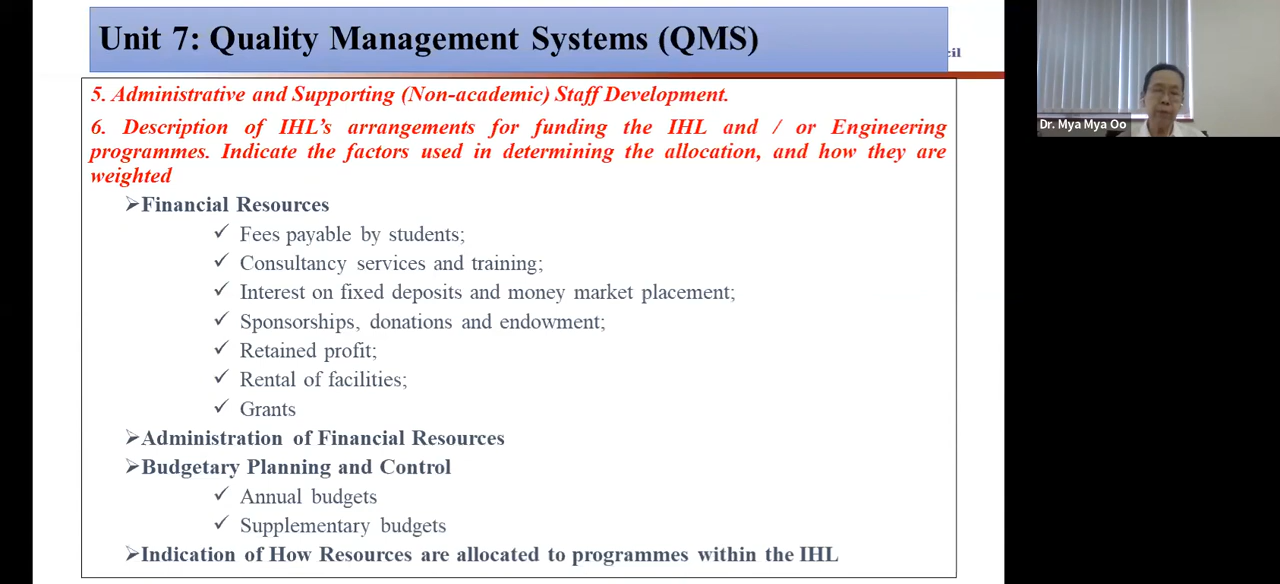 Unit 7: Quality Management Systems (QMS)
cil
5. Administrative and Supporting (Non-academic) Staff Development.
6. Description of IHL's arrangements for funding the IHL and / or Engineering
programmes. Indicate the factors used in determining the allocation, and how they are
weighted
Financial Resources
Fees payable by students;
Consultancy services and training;
Interest on fixed deposits and money market placement;
Sponsorships, donations and endowment;
Retained profit;
Rental of facilities;
Grants
Administration of Financial Resources
Budgetary Planning and Control
Annual budgets
Supplementary budgets
Indication of How Resources are allocated to programmes within the IHL
Dr. Mya Mya Oo